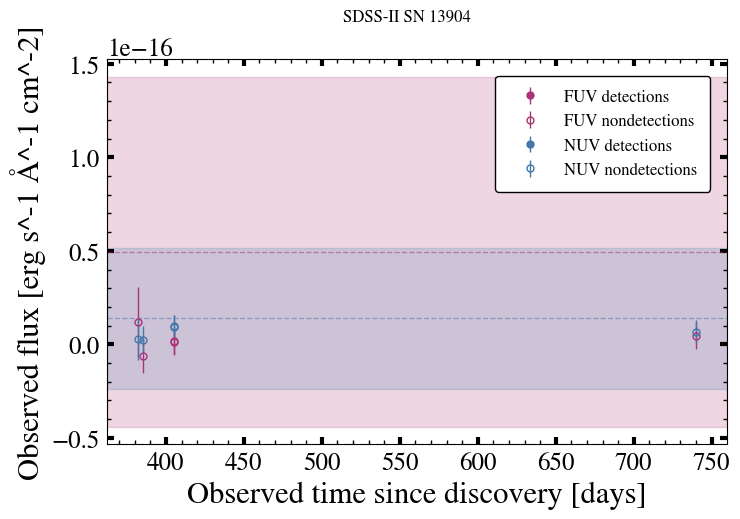 SDSS-II SN 13904
1e−16
1.5
1.0
0.5
0.0
−0.5
Observed flux [erg s^-1 Å^-1 cm^-2]
FUV detections
FUV nondetections
NUV detections
NUV nondetections
400 450 500 550 600 650 700 750
Observed time since discovery [days]